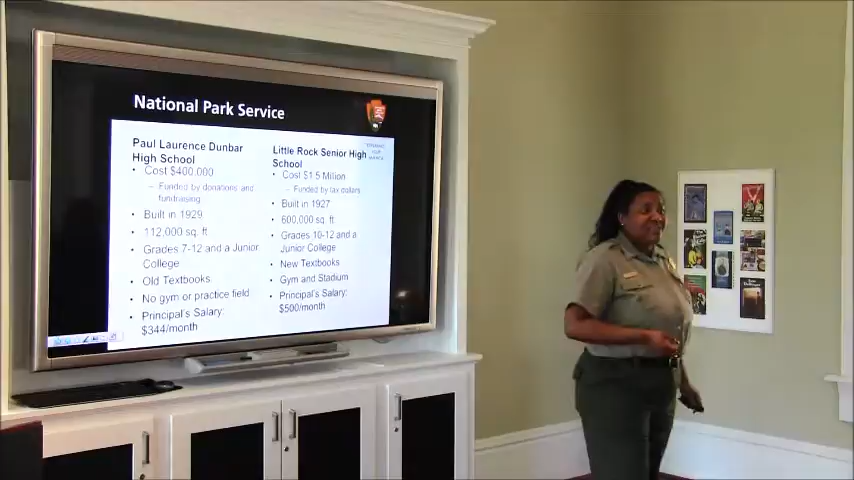 National Park Service
EXPERIENCE
YOUR
AMERICA
Paul Laurence Dunbar
High School
• Cost $400,000
– Funded by donations and
fundraising
• Built in 1929
• 112,000 sq. ft
• Grades 7-12 and a Junior
College
• Old Textbooks
• No gym or practice field
• Principal's Salary:
$344/month
Little Rock Senior High
School
• Cost $1.5 Million
– Funded by tax dollars
• Built in 1927
• 600,000 sq. ft.
• Grades 10-12 and a
Junior College
• New Textbooks
• Gym and Stadium
• Principal's Salary:
$500/month